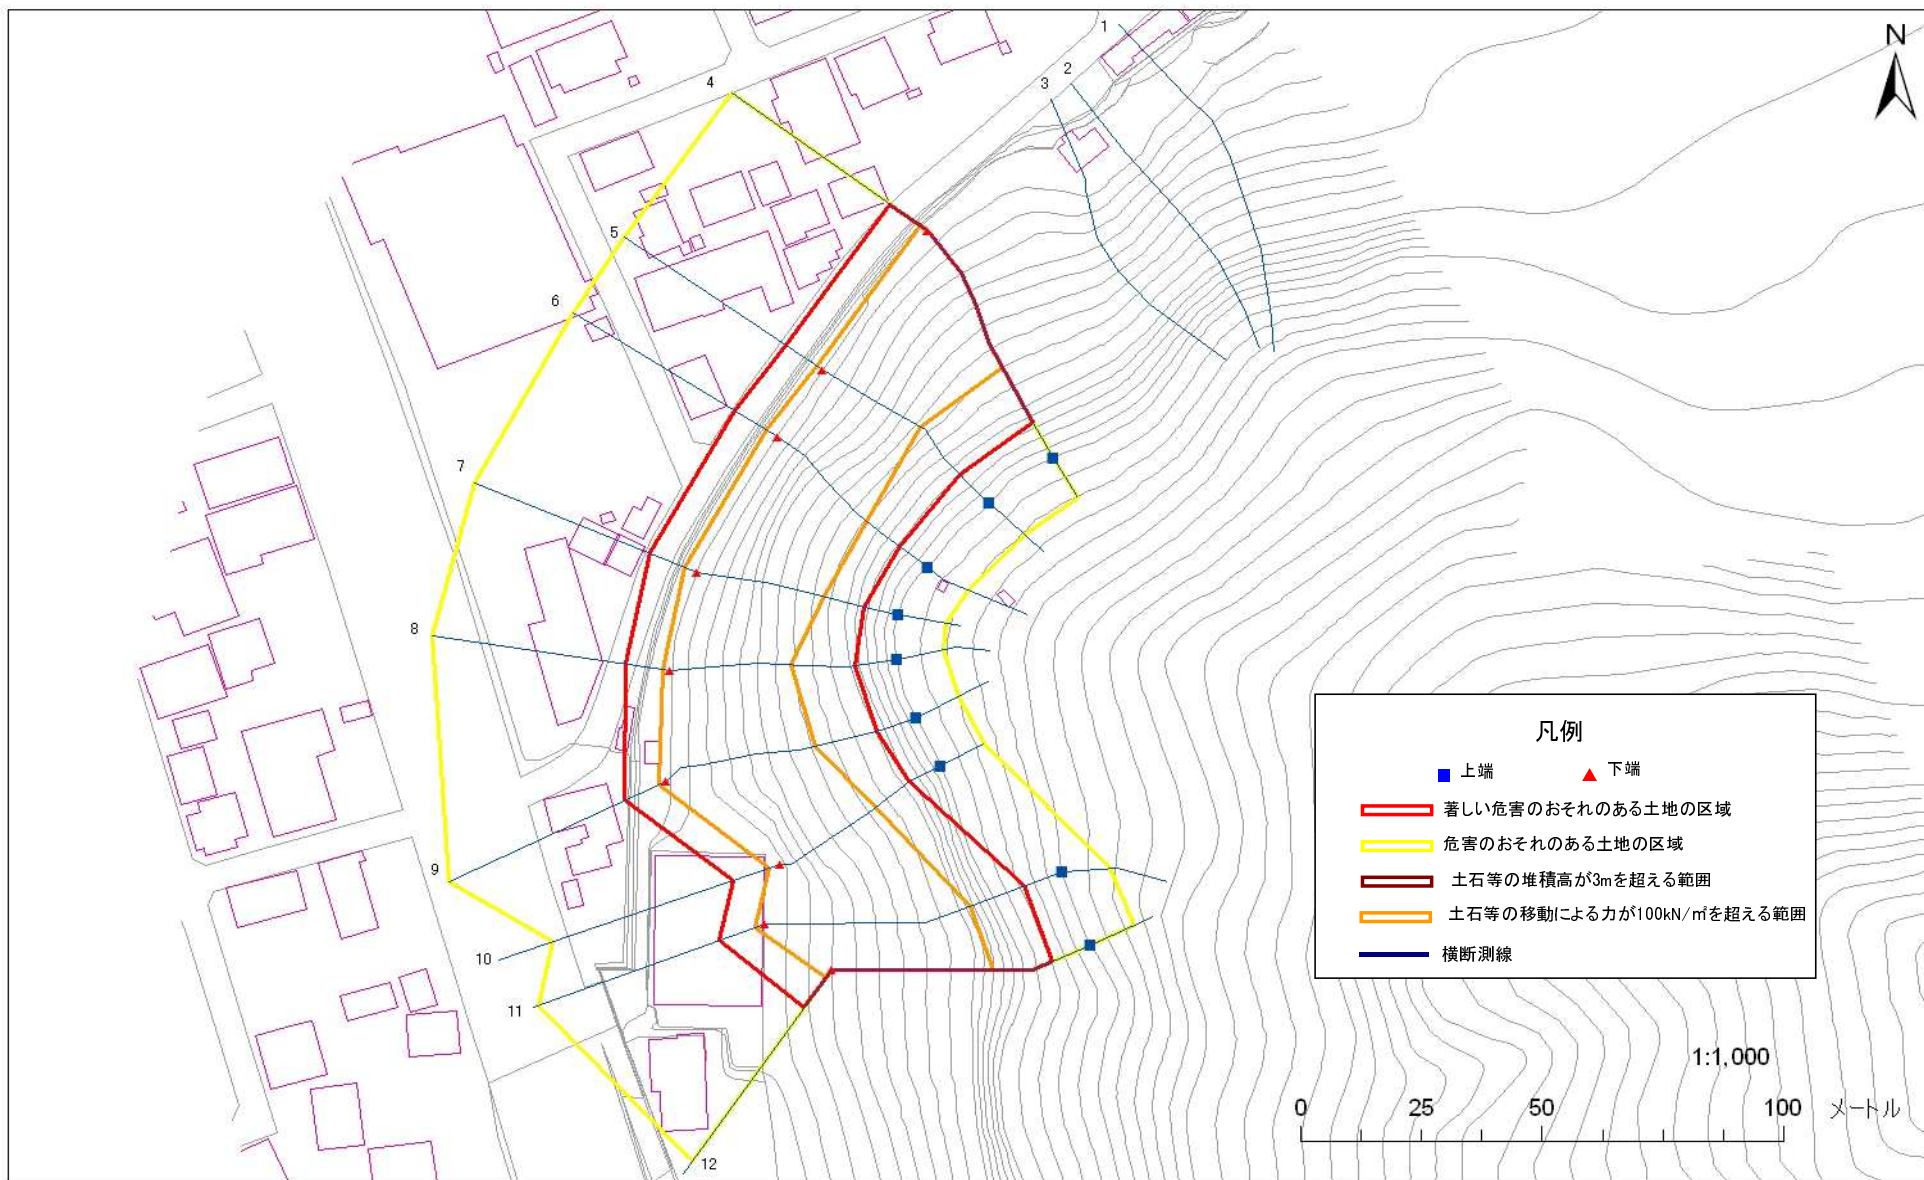 N
1
2
3
4
5
6
7
8
9
10
11
12
凡例
上端
下端
著しい危害のおそれのある土地の区域
危害のおそれのある土地の区域
土石等の堆積高が3mを超える範囲
土石等の移動による力が100kN/㎡を超える範囲
横断測線
1:1,000
0 25 50 100 メートル